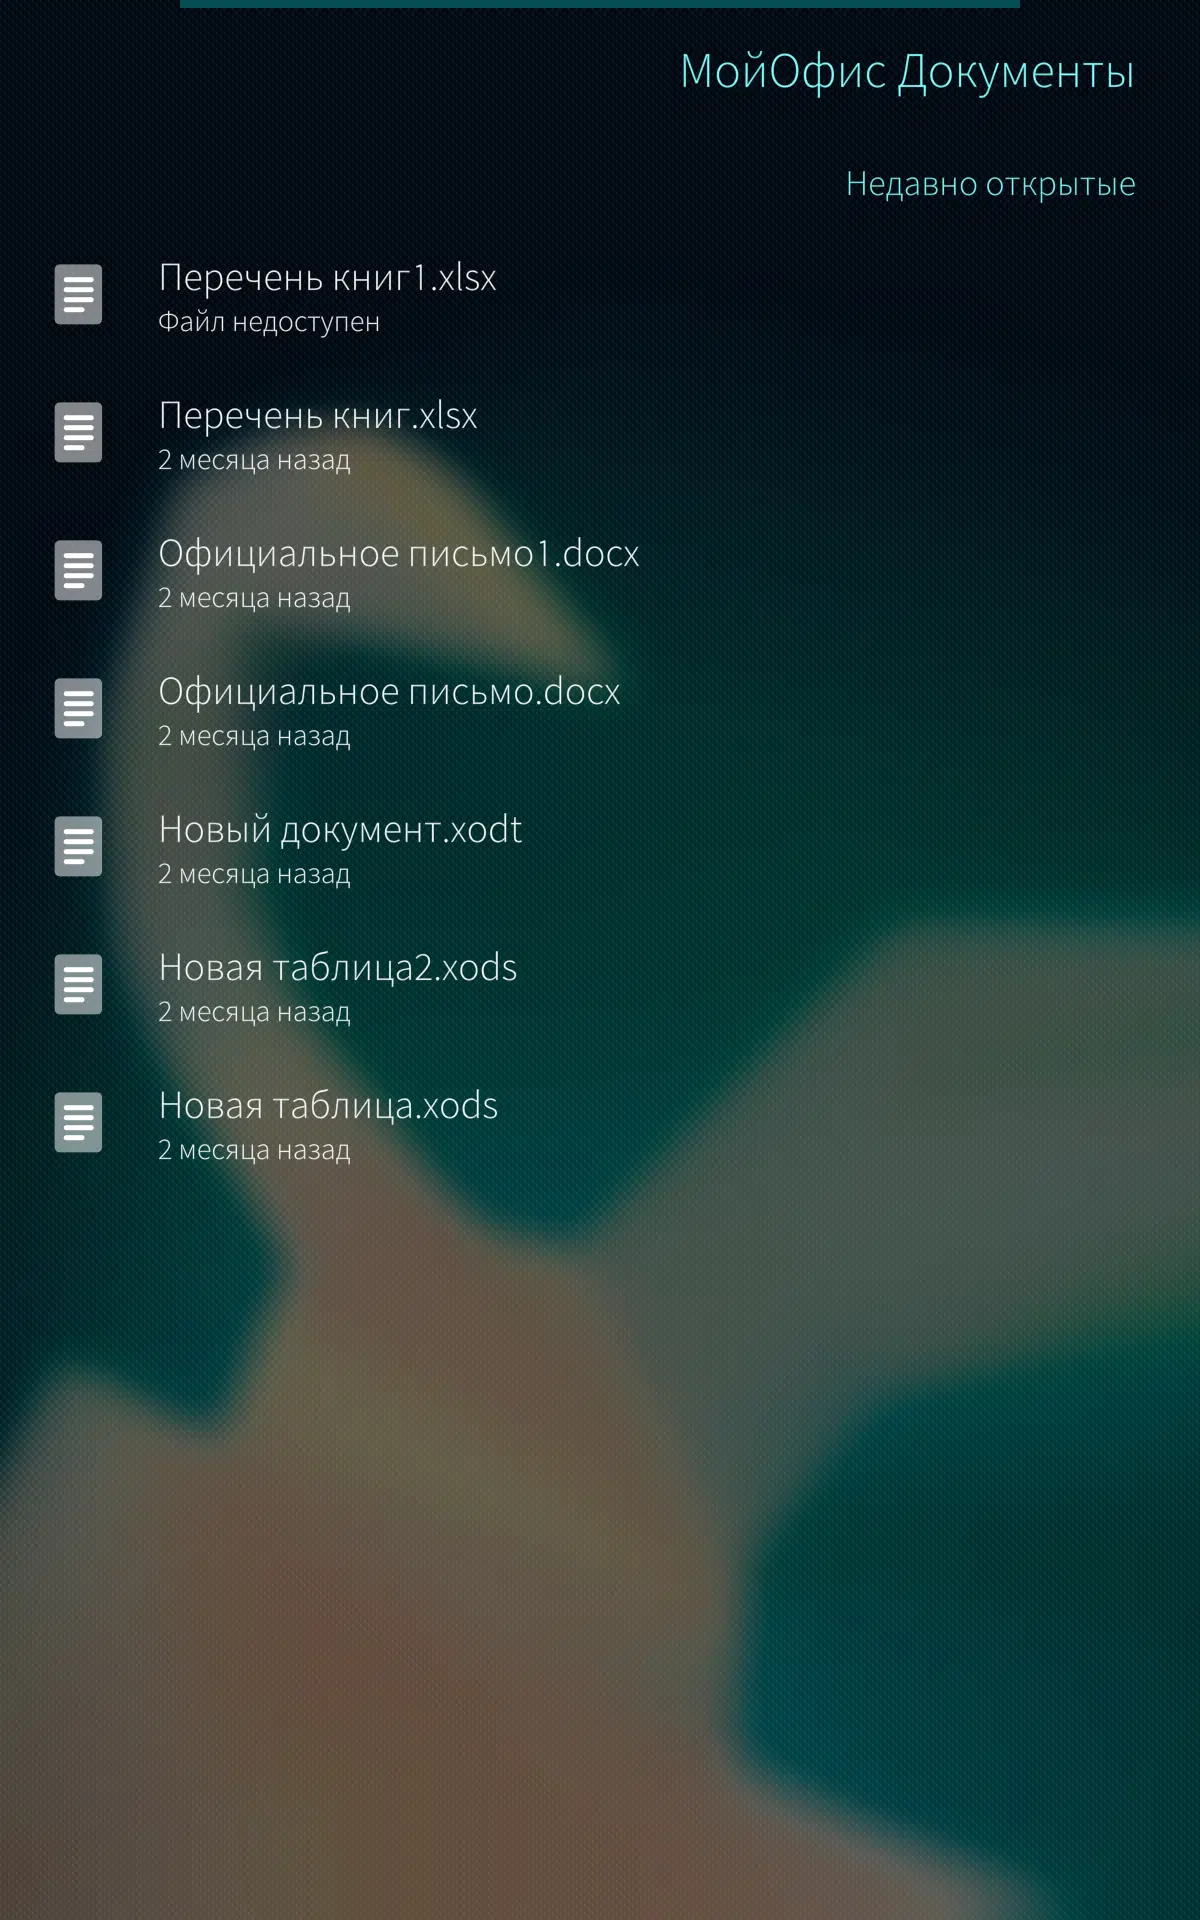 МойОфис Документы
Недавно открытые
Перечень книг1.xlsx
Файл недоступен
Перечень книг.xlsx
2 месяца назад
Официальное письмо1.docx
2 месяца назад
Официальное письмо.docx
2 месяца назад
Новый документ.xodt
2 месяца назад
Новая таблица2.xods
2 месяца назад
Новая таблица.xods
2 месяца назад